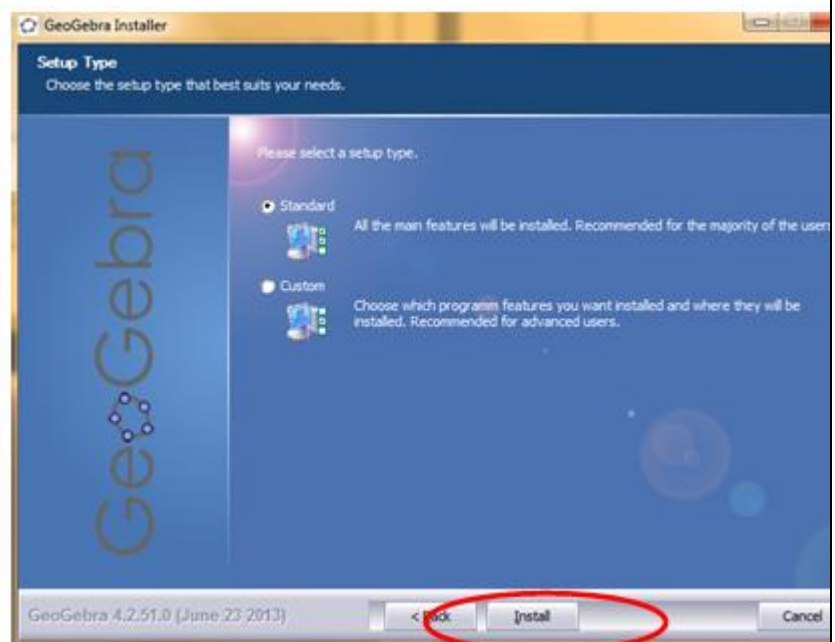 GeoGebra Installer
Setup Type
Choose the setup type that best suits your needs.
Please select a setup type.
Standard
All the main features will be installed. Recommended for the majority of the users
Custom
Choose which programm features you want installed and where they will be
installed. Recommended for advanced users.
GeoGebra
GeoGebra 4.2.51.0 (June 23 2013)
< Back
Install
Cancel